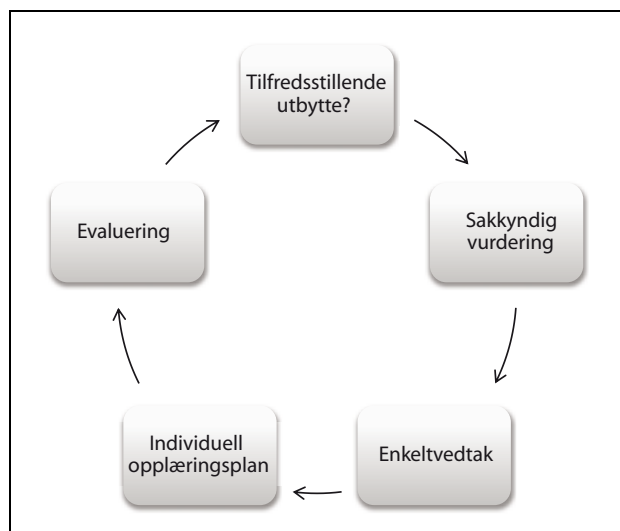 Tilfredsstillende
utbytte?
Sakkyndig
vurdering
Enkeltvedtak
Individuell
opplæringsplan
Evaluering